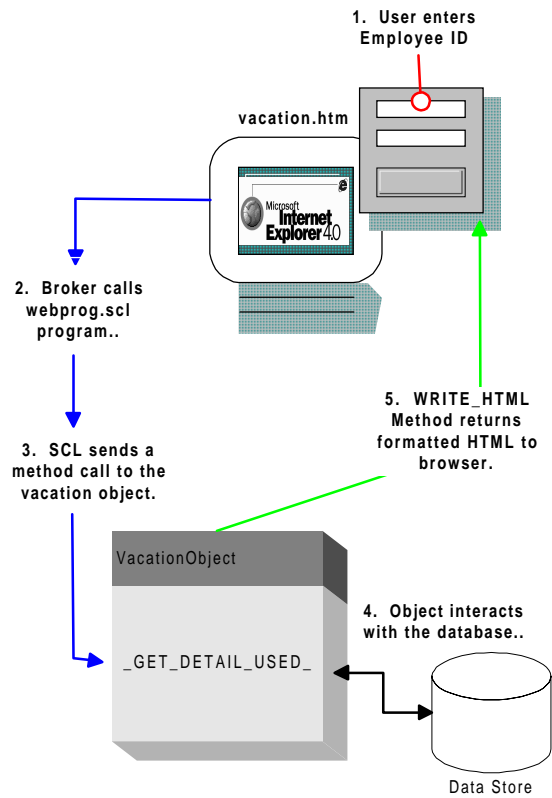 1. User enters
Employee ID
vacation.htm
Microsoft
Internet
Explorer 4.0
2. Broker calls
webprog.scl
program..
3. SCL sends a
method call to the
vacation object.
5. WRITE_HTML
Method returns
formatted HTML to
browser.
VacationObject
_GET_DETAIL_USED_
4. Object interacts
with the database..
Data Store